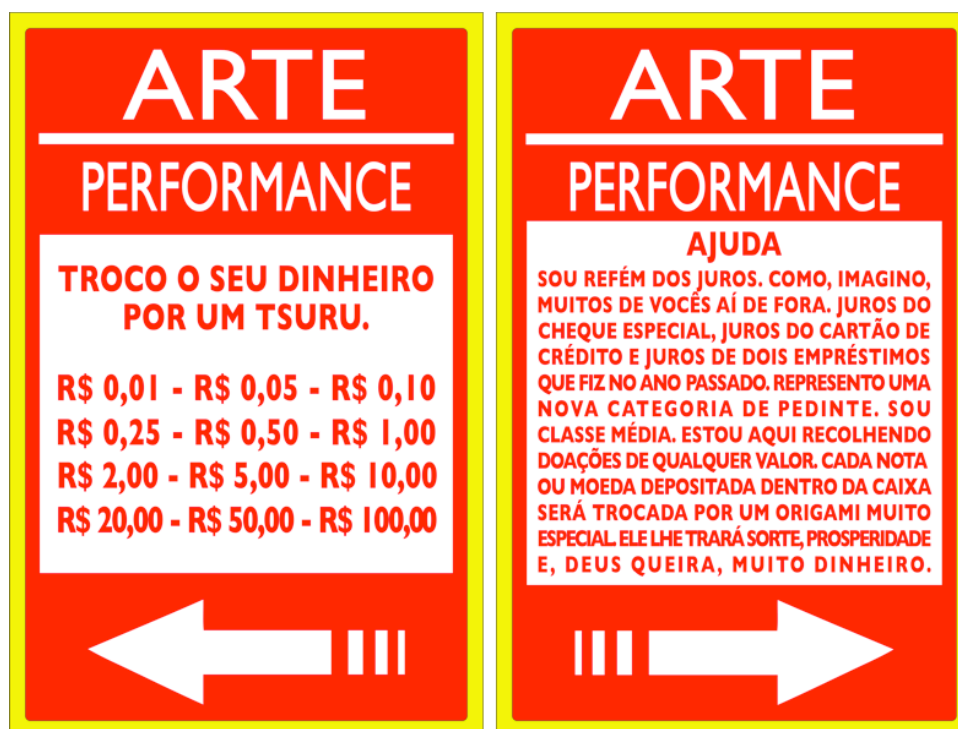 ARTE
PERFORMANCE
TROCO O SEU DINHEIRO
POR UM TSURU.
R$ 0,01 - R$ 0,05 - R$ 0,10
R$ 0,25 - R$ 0,50 - R$ 1,00
R$ 2,00 - R$ 5,00 - R$ 10,00
R$ 20,00 - R$ 50,00 - R$ 100,00
ARTE
PERFORMANCE
AJUDA
SOU REFÉM DOS JUROS. COMO, IMAGINO,
MUITOS DE VOCÊS AÍ DE FORA. JUROS DO
CHEQUE ESPECIAL, JUROS DO CARTÃO DE
CRÉDITO E JUROS DE DOIS EMPRÉSTIMOS
QUE FIZ NO ANO PASSADO. REPRESENTO UMA
NOVA CATEGORIA DE PEDINTE. SOU
CLASSE MÉDIA. ESTOU AQUI RECOLHENDO
DOAÇÕES DE QUALQUER VALOR. CADA NOTA
OU MOEDA DEPOSITADA DENTRO DA CAIXA
SERÁ TROCADA POR UM ORIGAMI MUITO
ESPECIAL. ELE LHE TRARÁ SORTE, PROSPERIDADE
E, DEUS QUEIRA, MUITO DINHEIRO.